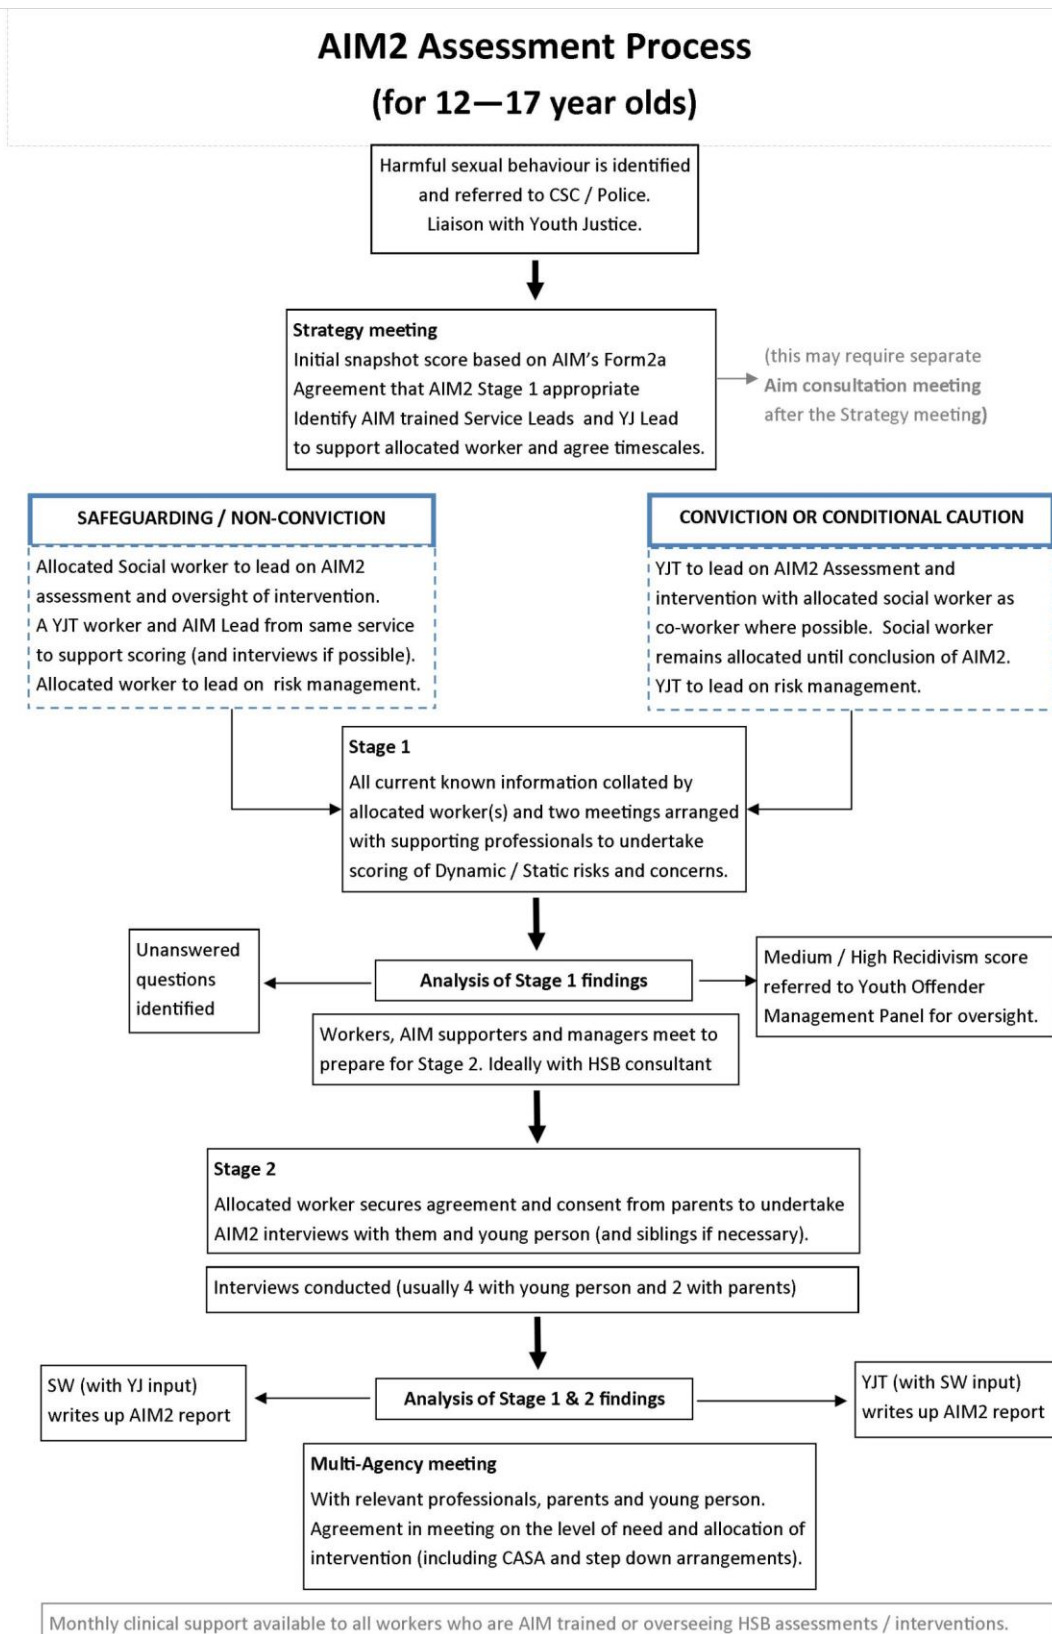 AIM2 Assessment Process
(for 12—17 year olds)
Harmful sexual behaviour is identified
and referred to CSC / Police.
Liaison with Youth Justice.
Strategy meeting
Initial snapshot score based on AIM's Form2a
Agreement that AIM2 Stage 1 appropriate
Identify AIM trained Service Leads and YJ Lead
to support allocated worker and agree timescales.
(this may require separate
Aim consultation meeting
after the Strategy meeting)
SAFEGUARDING / NON-CONVICTION
Allocated Social worker to lead on AIM2
assessment and oversight of intervention.
A YJT worker and AIM Lead from same service
to support scoring (and interviews if possible).
Allocated worker to lead on risk management.
CONVICTION OR CONDITIONAL CAUTION
YJT to lead on AIM2 Assessment and
intervention with allocated social worker as
co-worker where possible. Social worker
remains allocated until conclusion of AIM2.
YJT to lead on risk management.
Stage 1
All current known information collated by
allocated worker(s) and two meetings arranged
with supporting professionals to undertake
scoring of Dynamic / Static risks and concerns.
Unanswered
questions
identified
Analysis of Stage 1 findings
Medium / High Recidivism score
referred to Youth Offender
Management Panel for oversight.
Workers, AIM supporters and managers meet to
prepare for Stage 2. Ideally with HSB consultant
Stage 2
Allocated worker secures agreement and consent from parents to undertake
AIM2 interviews with them and young person (and siblings if necessary).
Interviews conducted (usually 4 with young person and 2 with parents)
SW (with YJ input)
writes up AIM2 report
Analysis of Stage 1 & 2 findings
YJT (with SW input)
writes up AIM2 report
Multi-Agency meeting
With relevant professionals, parents and young person.
Agreement in meeting on the level of need and allocation of
intervention (including CASA and step down arrangements).
Monthly clinical support available to all workers who are AIM trained or overseeing HSB assessments / interventions.